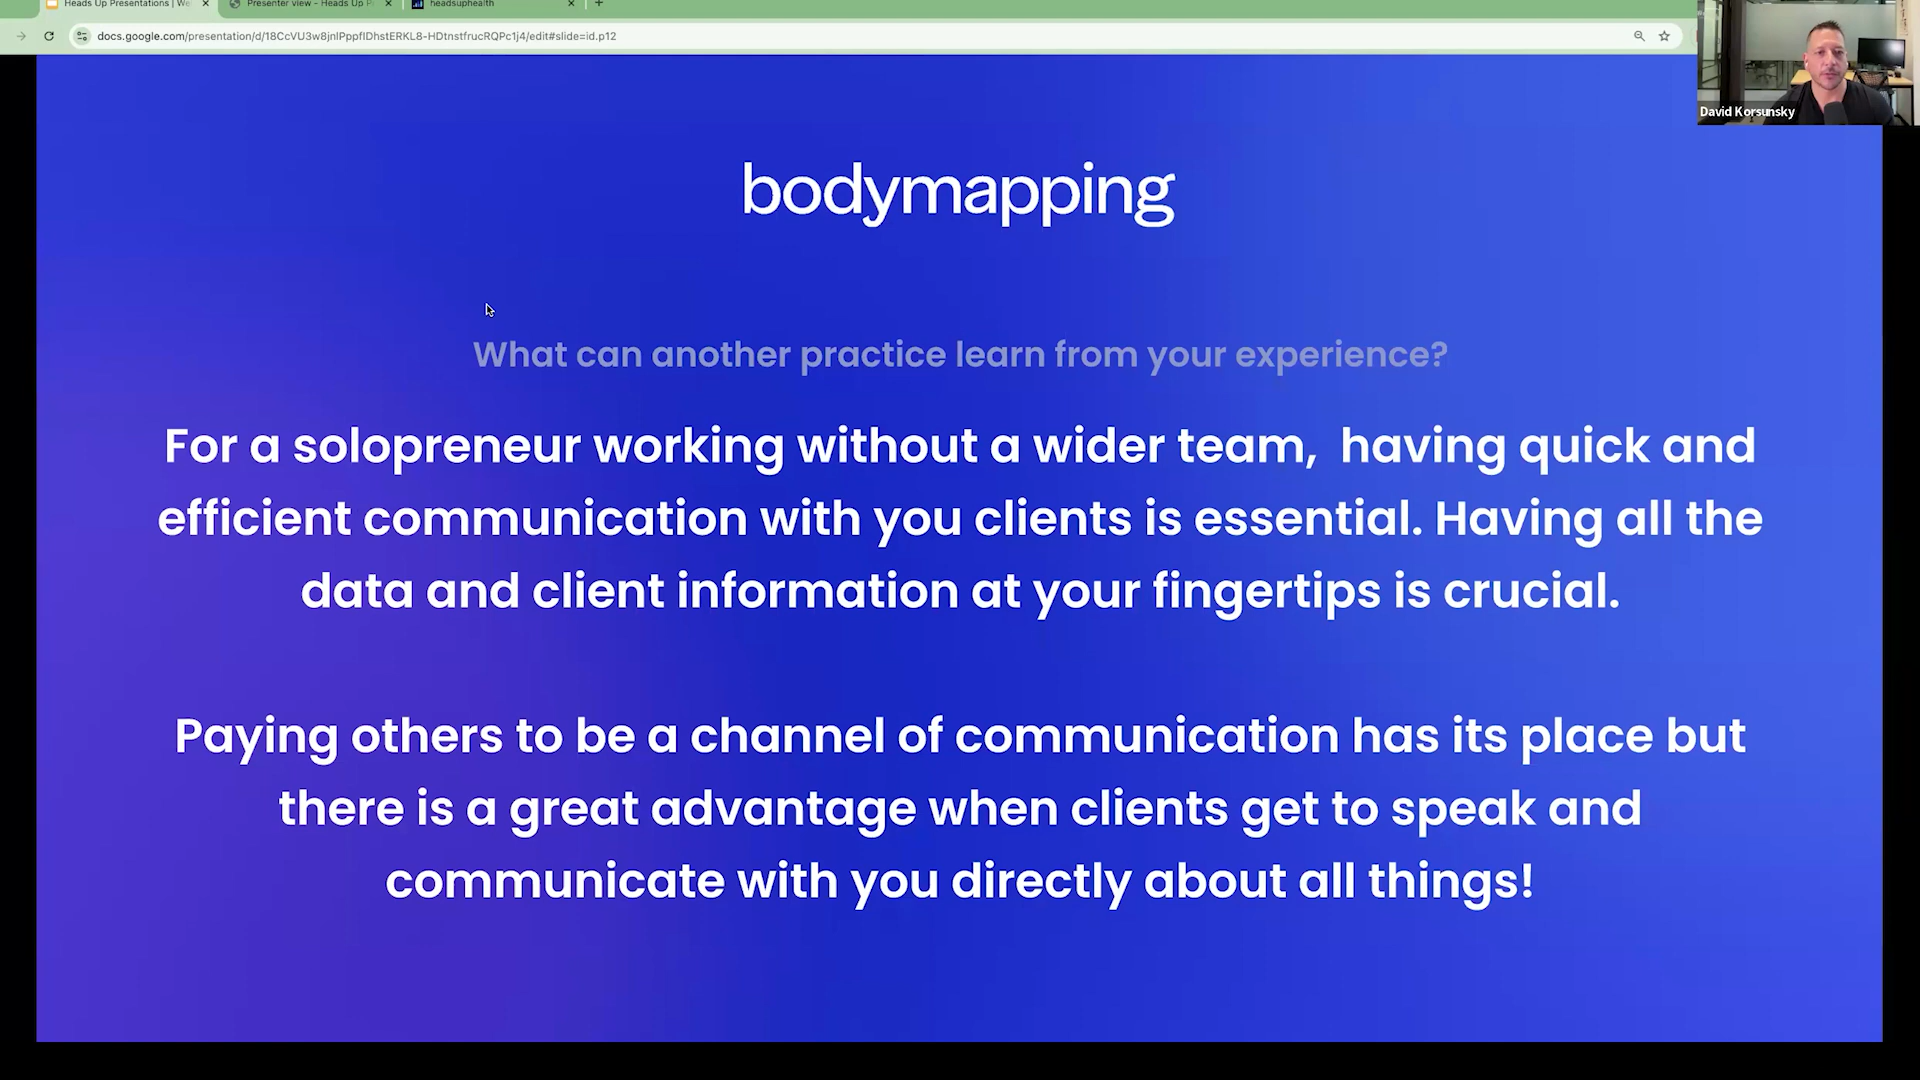 Heads Up Presentations | We
Presenter view - Heads Up P
headsuphealth
docs.google.com/presentation/d/18CcVU3w8jnlPppflDhstERKL8-HDtnstfrucRQPc1j4/edit#slide=id.p12
David Korsunsky
bodymapping
What can another practice learn from your experience?
For a solopreneur working without a wider team,  having quick and
efficient communication with you clients is essential. Having all the
data and client information at your fingertips is crucial.
Paying others to be a channel of communication has its place but
there is a great advantage when clients get to speak and
communicate with you directly about all things!